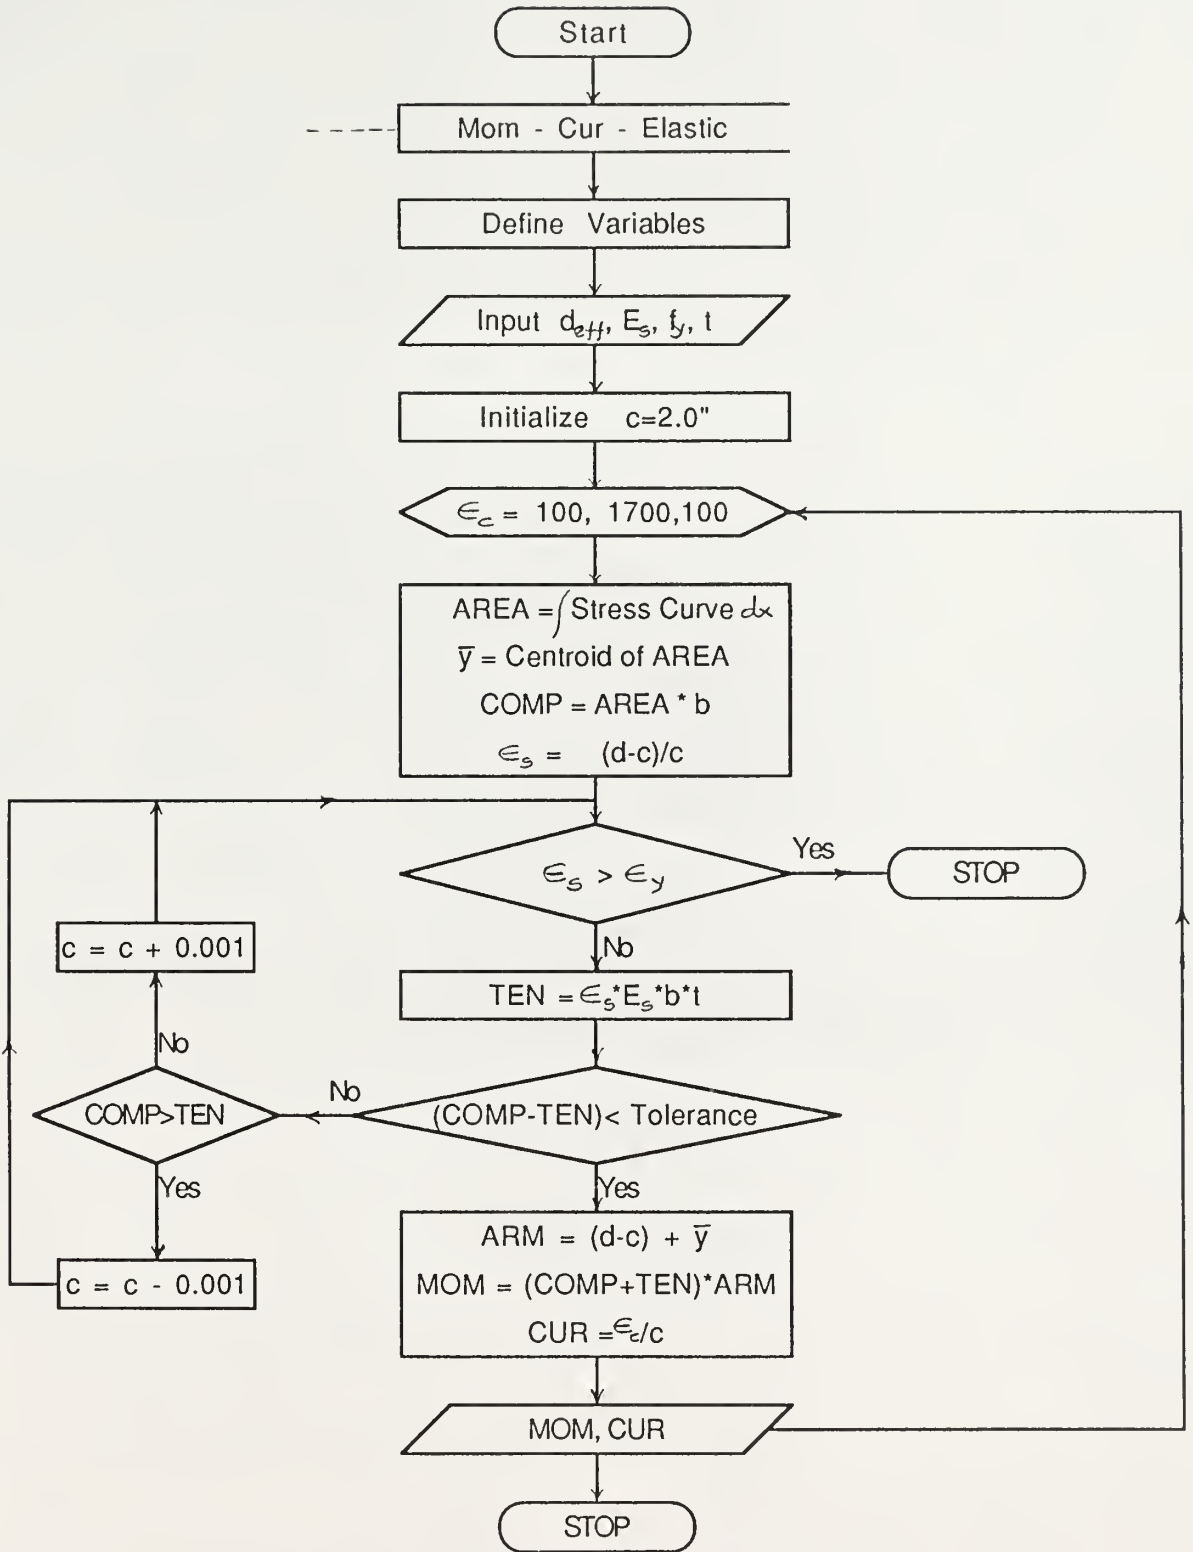 Start
Mom - Cur - Elastic
Define Variables
Input d_eff, E_s, f_y, t
Initialize c=2.0"
∈_c = 100, 1700,100
AREA = ∫ Stress Curve dx
ȳ = Centroid of AREA
COMP = AREA * b
∈_s = (d-c)/c
∈_s > ∈_y
Yes
STOP
No
c = c + 0.001
TEN = ∈_s*E_s*b*t
No
COMP>TEN
No
(COMP-TEN)< Tolerance
Yes
Yes
c = c - 0.001
ARM = (d-c) + ȳ
MOM = (COMP+TEN)*ARM
CUR =∈_c/c
MOM, CUR
STOP